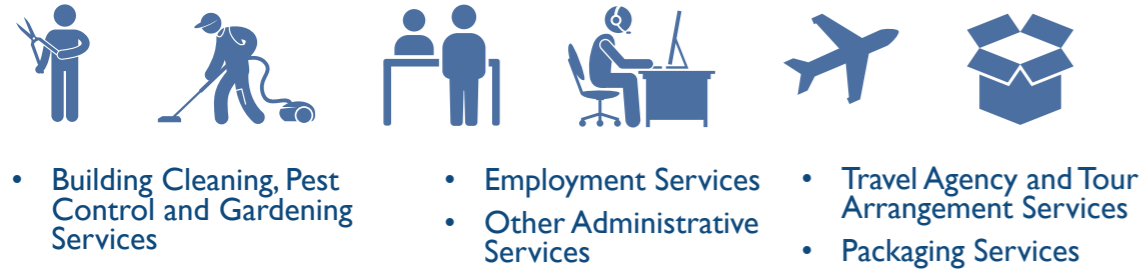 • Building Cleaning, Pest
Control and Gardening
Services
• Employment Services
• Other Administrative
Services
• Travel Agency and Tour
Arrangement Services
• Packaging Services